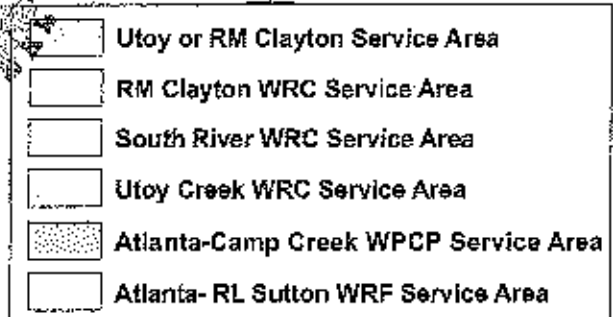 Utoy or RM Clayton Service Area
RM Clayton WRC Service Area
South River WRC Service Area
Utoy Creek WRC Service Area
Atlanta-Camp Creek WPCP Service Area
Atlanta- RL Sutton WRF Service Area